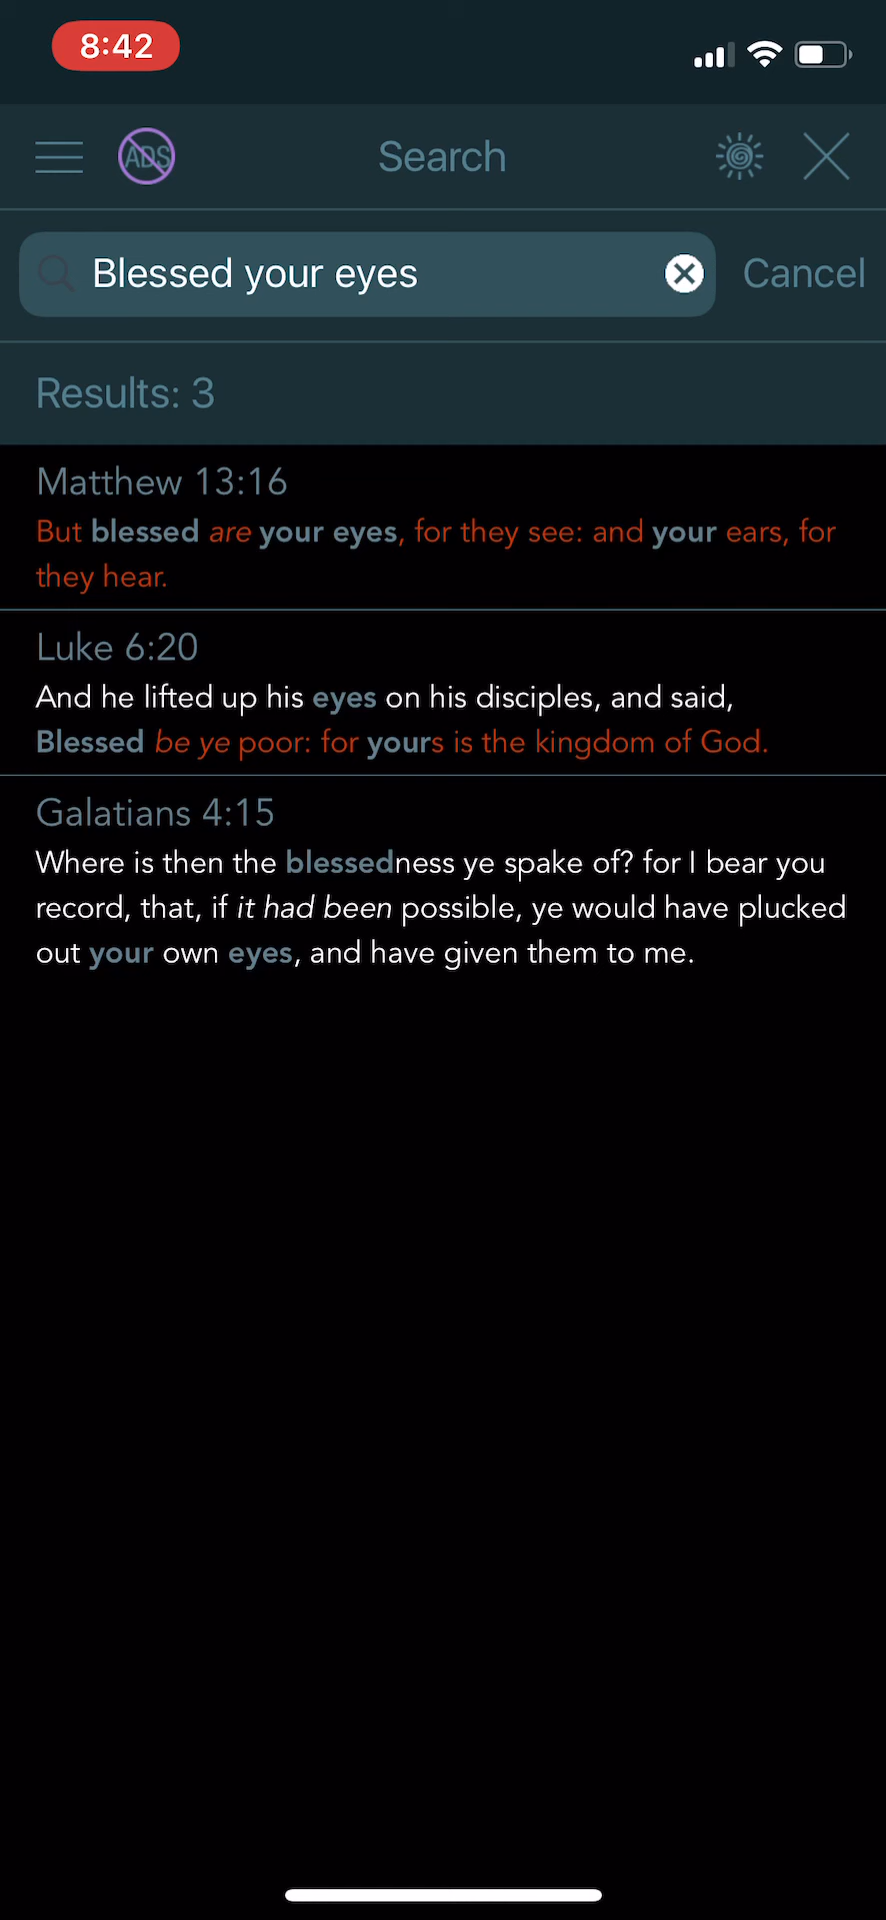 8:42
ADS
Search
Blessed your eyes
Cancel
Results: 3
Matthew 13:16
But blessed are your eyes, for they see: and your ears, for
they hear.
Luke 6:20
And he lifted up his eyes on his disciples, and said,
Blessed be ye poor: for yours is the kingdom of God.
Galatians 4:15
Where is then the blessedness ye spake of? for I bear you
record, that, if it had been possible, ye would have plucked
out your own eyes, and have given them to me.